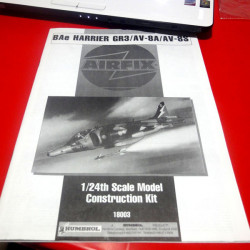 BAe HARRIER GR3/AV-8A/AV-8S
AIRFIX
1/24th Scale Model
Construction Kit
18003
HUMBROL